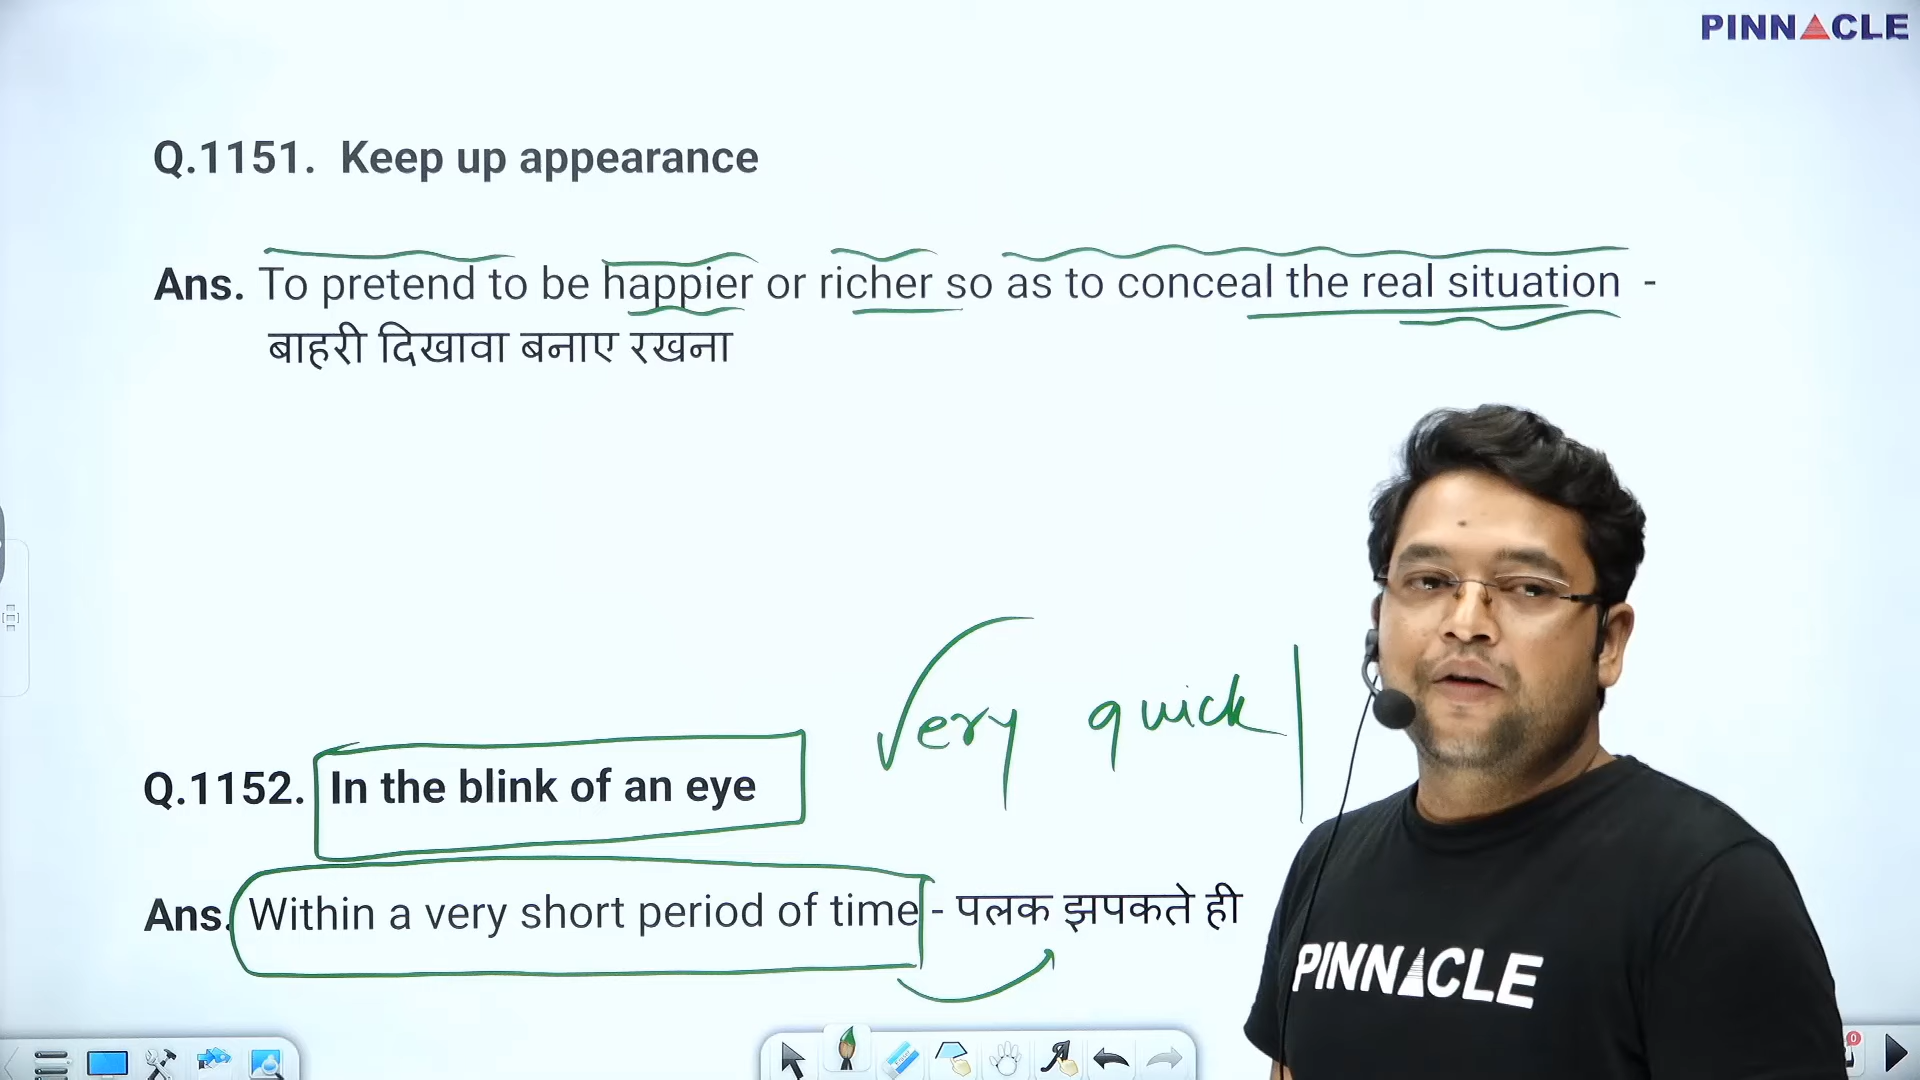 PINNACLE
Q.1151. Keep up appearance
Ans. To pretend to be happier or richer so as to conceal the real situation -
बाहरी दिखावा बनाए रखना
Very quick
Q.1152. In the blink of an eye
Ans. Within a very short period of time - पलक झपकते ही
PINNACLE